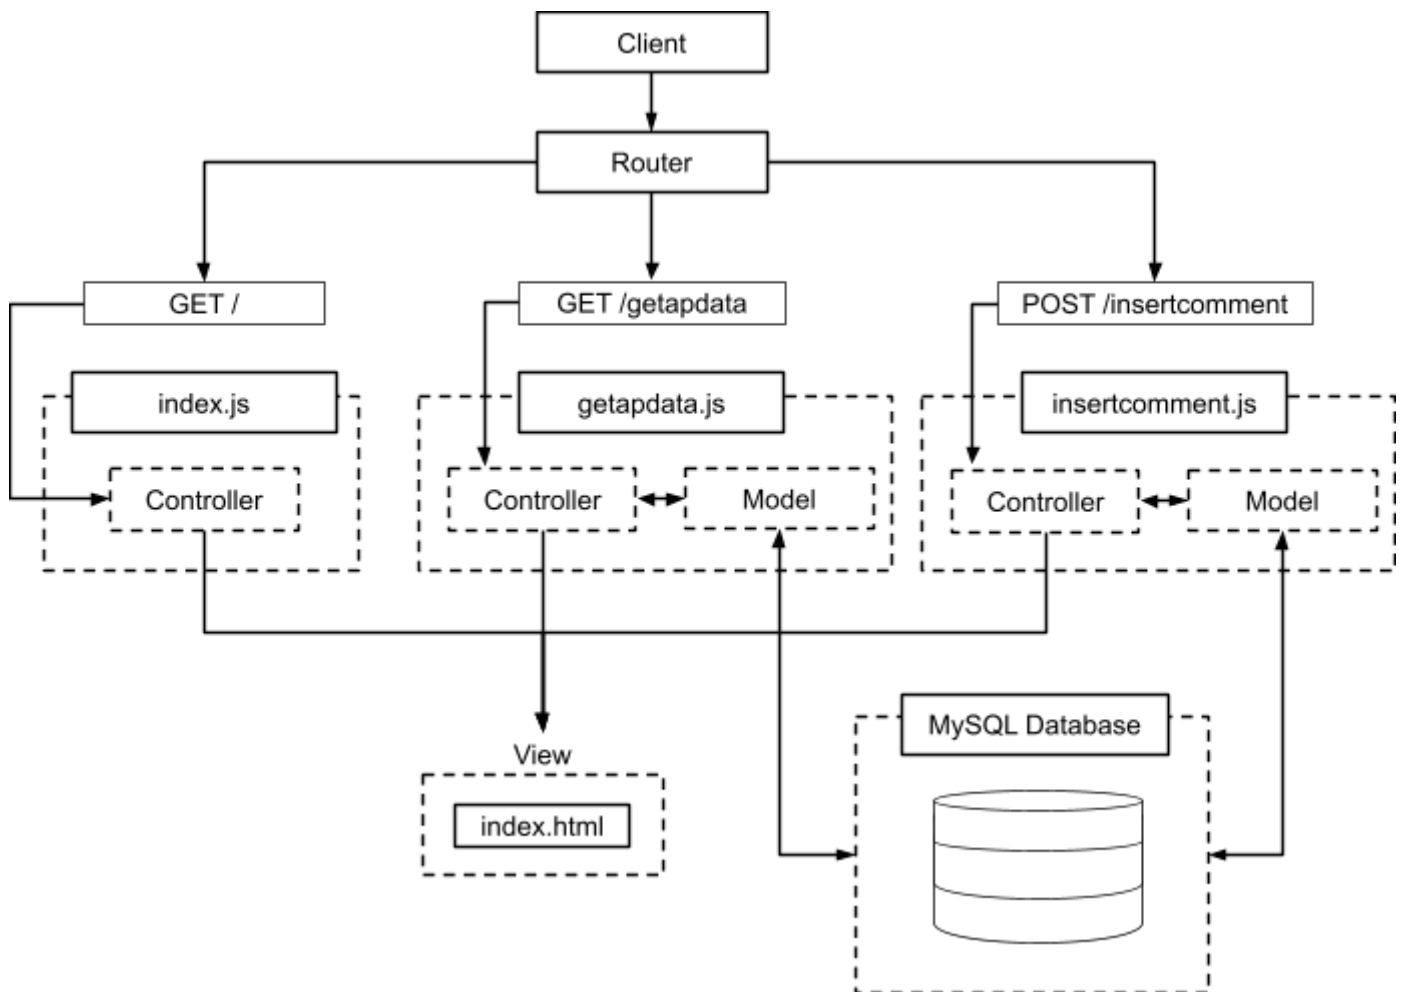 Client
Router
GET /
GET /getapdata
POST /insertcomment
index.js
getapdata.js
insertcomment.js
Controller
Controller
Model
Controller
Model
MySQL Database
View
index.html